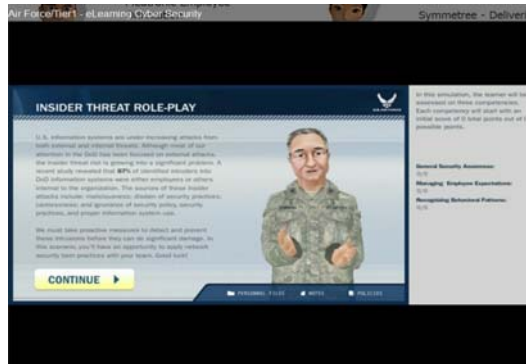 Air Force/Tier1 - eLearning Cyber Security
Symmetree - Deliver
In this simulation, the learner will be
assessed on three competencies.
Each competency will start with an
initial score of 0 total points out of
possible points.
INSIDER THREAT ROLE-PLAY
U.S. information systems are under increasing attacks from
both external and internal threats. Although most of our
attention in the DoD has been focused on external attacks,
the insider threat risk is growing into a significant problem. A
recent study revealed that 87% of identified intruders into
DoD information systems were either employees or others
internal to the organization. The sources of these insider
attacks include: maliciousness; disdain of security practices;
carelessness; and ignorance of security policy, security
practices, and proper information system use.
We must take proactive measures to detect and prevent
these intrusions before they can do significant damage. In
this scenario, you'll have an opportunity to apply network
security best practices with your team. Good luck!
General Security Awareness:
Managing Employee Expectations:
Recognizing Behavioral Patterns:
CONTINUE
PERSONNEL FILES NOTES POLICIES